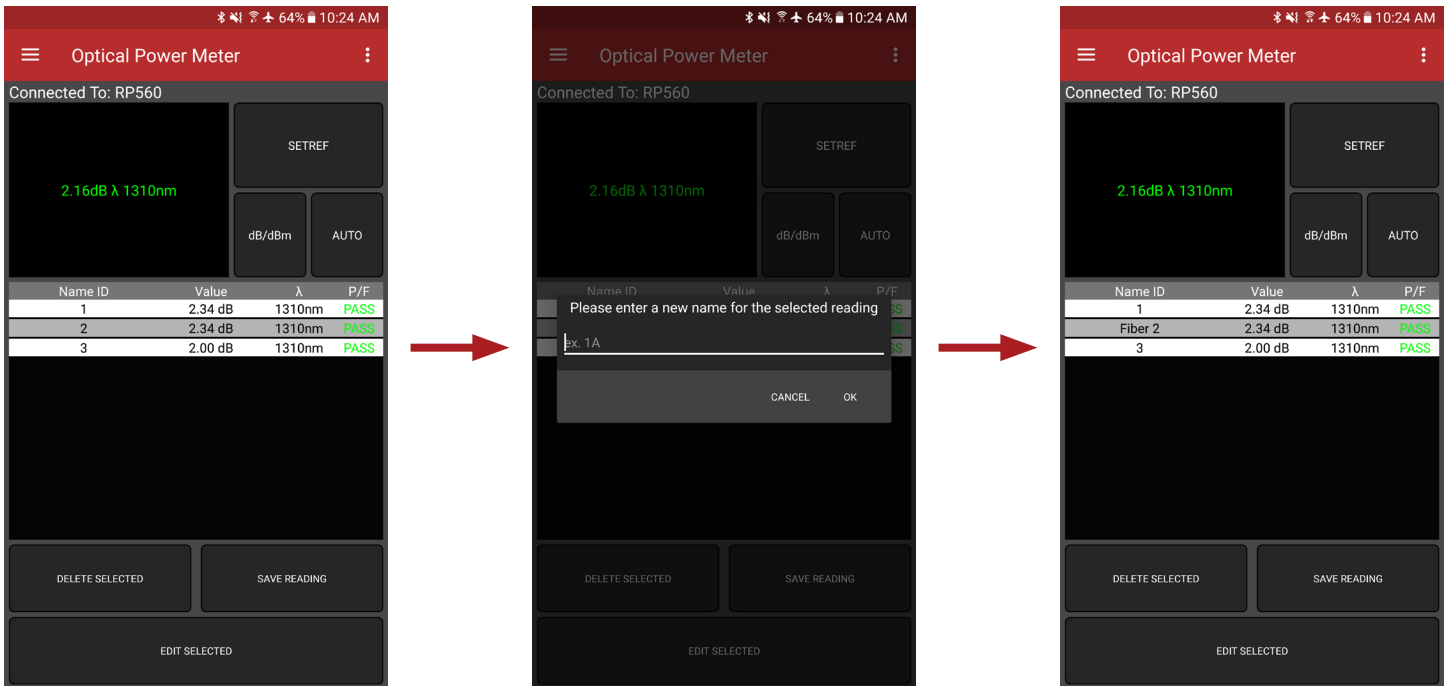 64% 10:24 AM
Optical Power Meter
Connected To: RP560
SETREF
2.16dB λ 1310nm
dB/dBm AUTO
Name ID Value λ P/F
1 2.34 dB 1310nm PASS
2 2.34 dB 1310nm PASS
3 2.00 dB 1310nm PASS
DELETE SELECTED SAVE READING
EDIT SELECTED
64% 10:24 AM
Optical Power Meter
Connected To: RP560
SETREF
2.16dB λ 1310nm
dB/dBm AUTO
Name ID Value λ P/F
Please enter a new name for the selected reading
SS
SS
ex. 1A
SS
CANCEL OK
DELETE SELECTED SAVE READING
EDIT SELECTED
64% 10:24 AM
Optical Power Meter
Connected To: RP560
SETREF
2.16dB λ 1310nm
dB/dBm AUTO
Name ID Value λ P/F
1 2.34 dB 1310nm PASS
Fiber 2 2.34 dB 1310nm PASS
3 2.00 dB 1310nm PASS
DELETE SELECTED SAVE READING
EDIT SELECTED